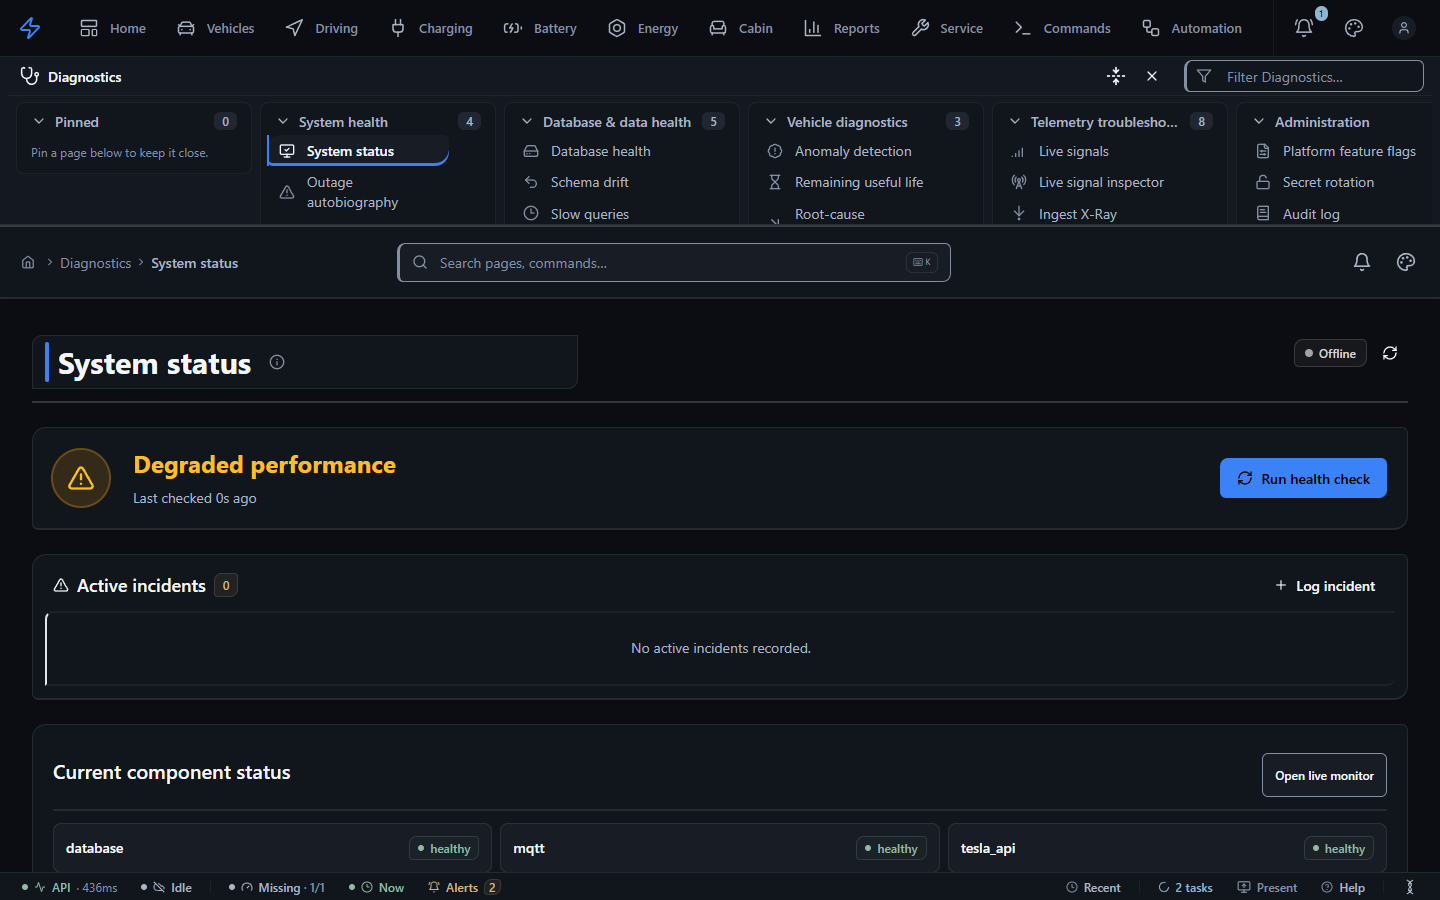 Home Vehicles Driving Charging Battery Energy Cabin Reports Service Commands Automation 1
Diagnostics Filter Diagnostics...
Pinned 0
Pin a page below to keep it close.
System health 4
System status
Outage
autobiography
Database & data health 5
Database health
Schema drift
Slow queries
Vehicle diagnostics 3
Anomaly detection
Remaining useful life
Root-cause
Telemetry troublesho... 8
Live signals
Live signal inspector
Ingest X-Ray
Administration
Platform feature flags
Secret rotation
Audit log
Diagnostics System status Search pages, commands... K
System status Offline
Degraded performance
Last checked 0s ago
Run health check
Active incidents 0 Log incident
No active incidents recorded.
Current component status Open live monitor
database healthy mqtt healthy tesla_api healthy
API · 436ms Idle Missing · 1/1 Now Alerts 2 Recent 2 tasks Present Help